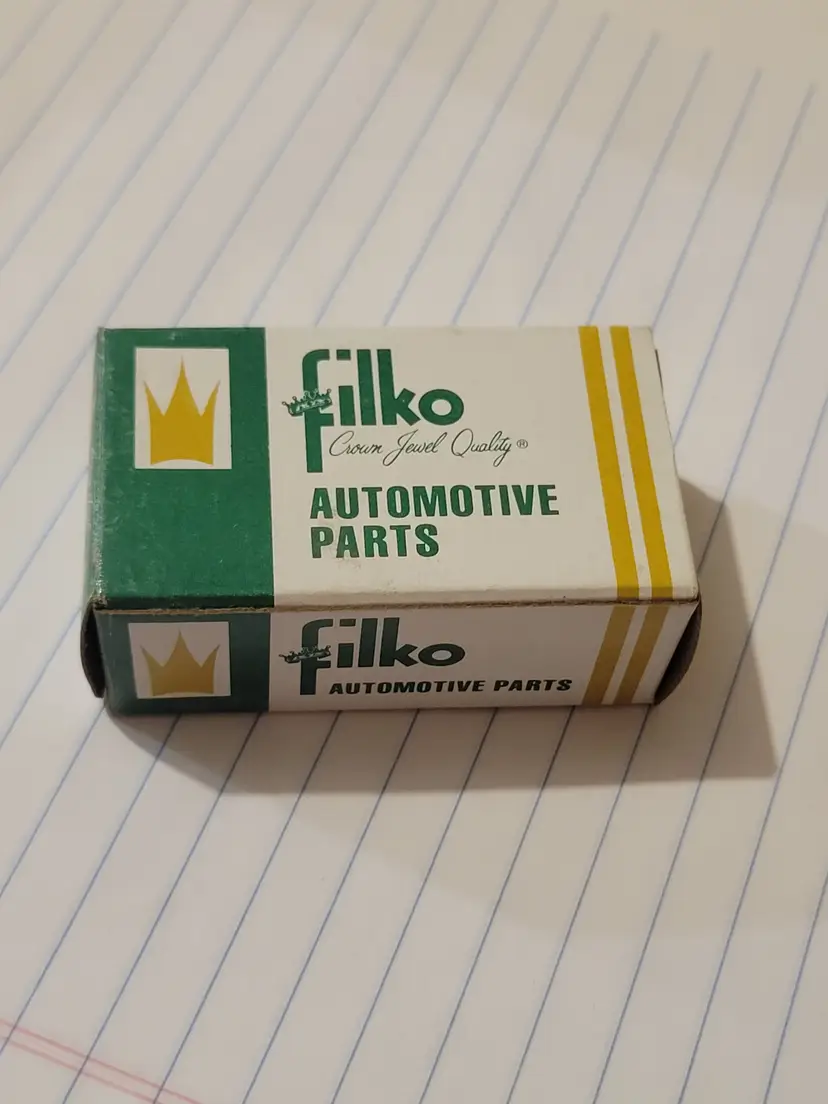 filko
Crown Jewel Quality®
AUTOMOTIVE
PARTS
filko
AUTOMOTIVE PARTS